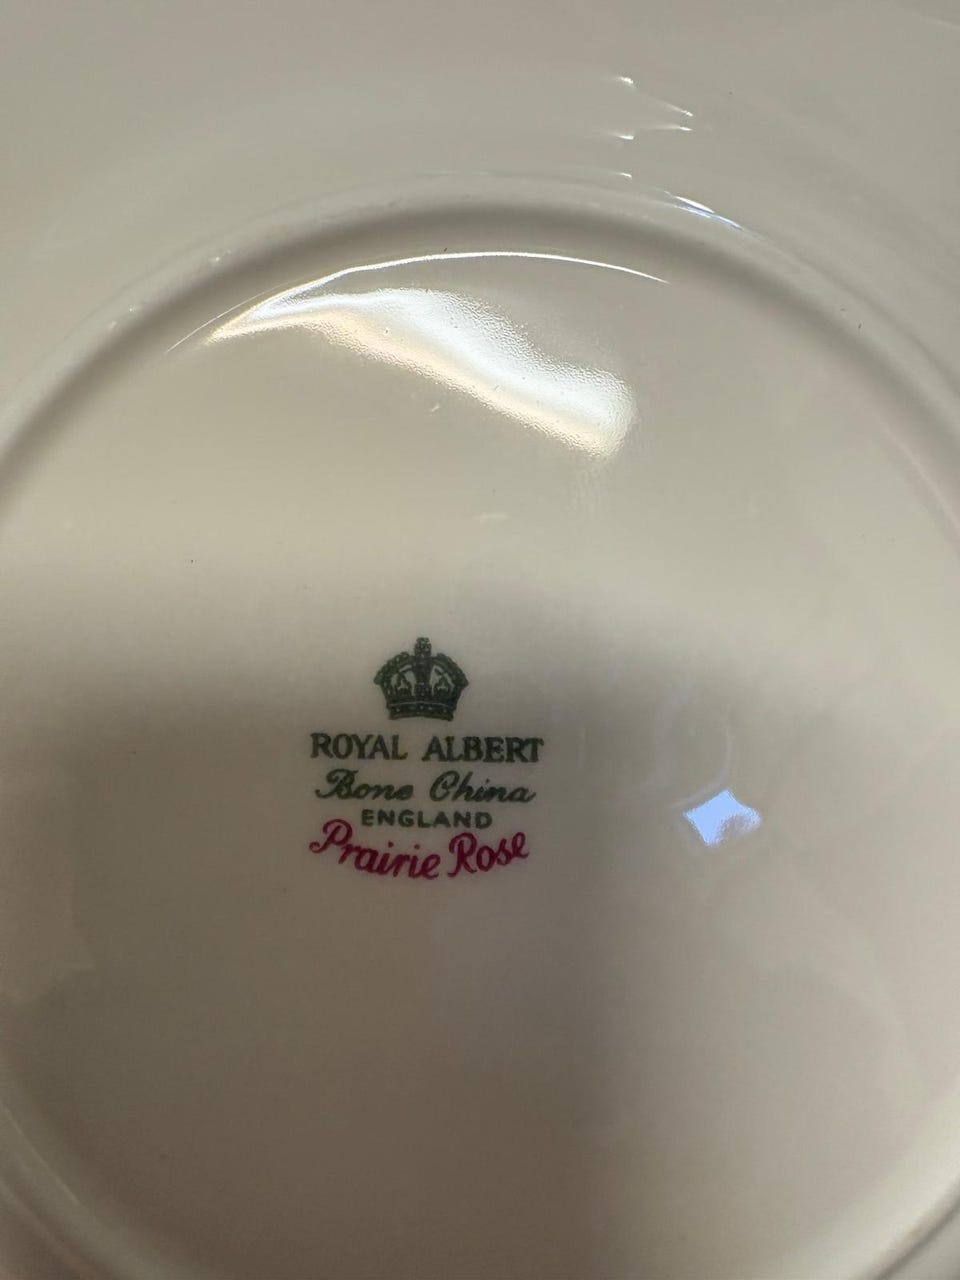 ROYAL ALBERT
Bone China
ENGLAND
Prairie Rose